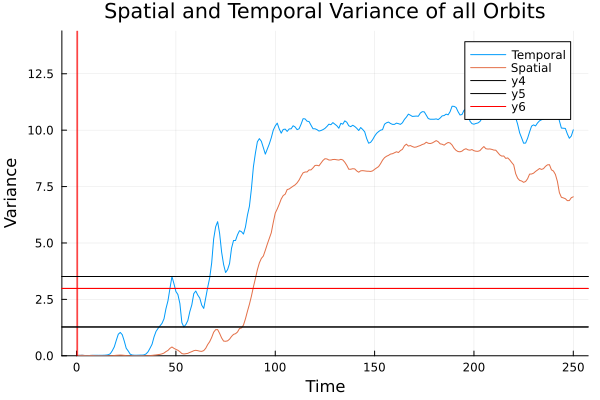 Spatial and Temporal Variance of all Orbits
Temporal
Spatial
y4
y5
y6
12.5
10.0
7.5
5.0
2.5
0.0
Variance
0
50
100
150
200
250
Time